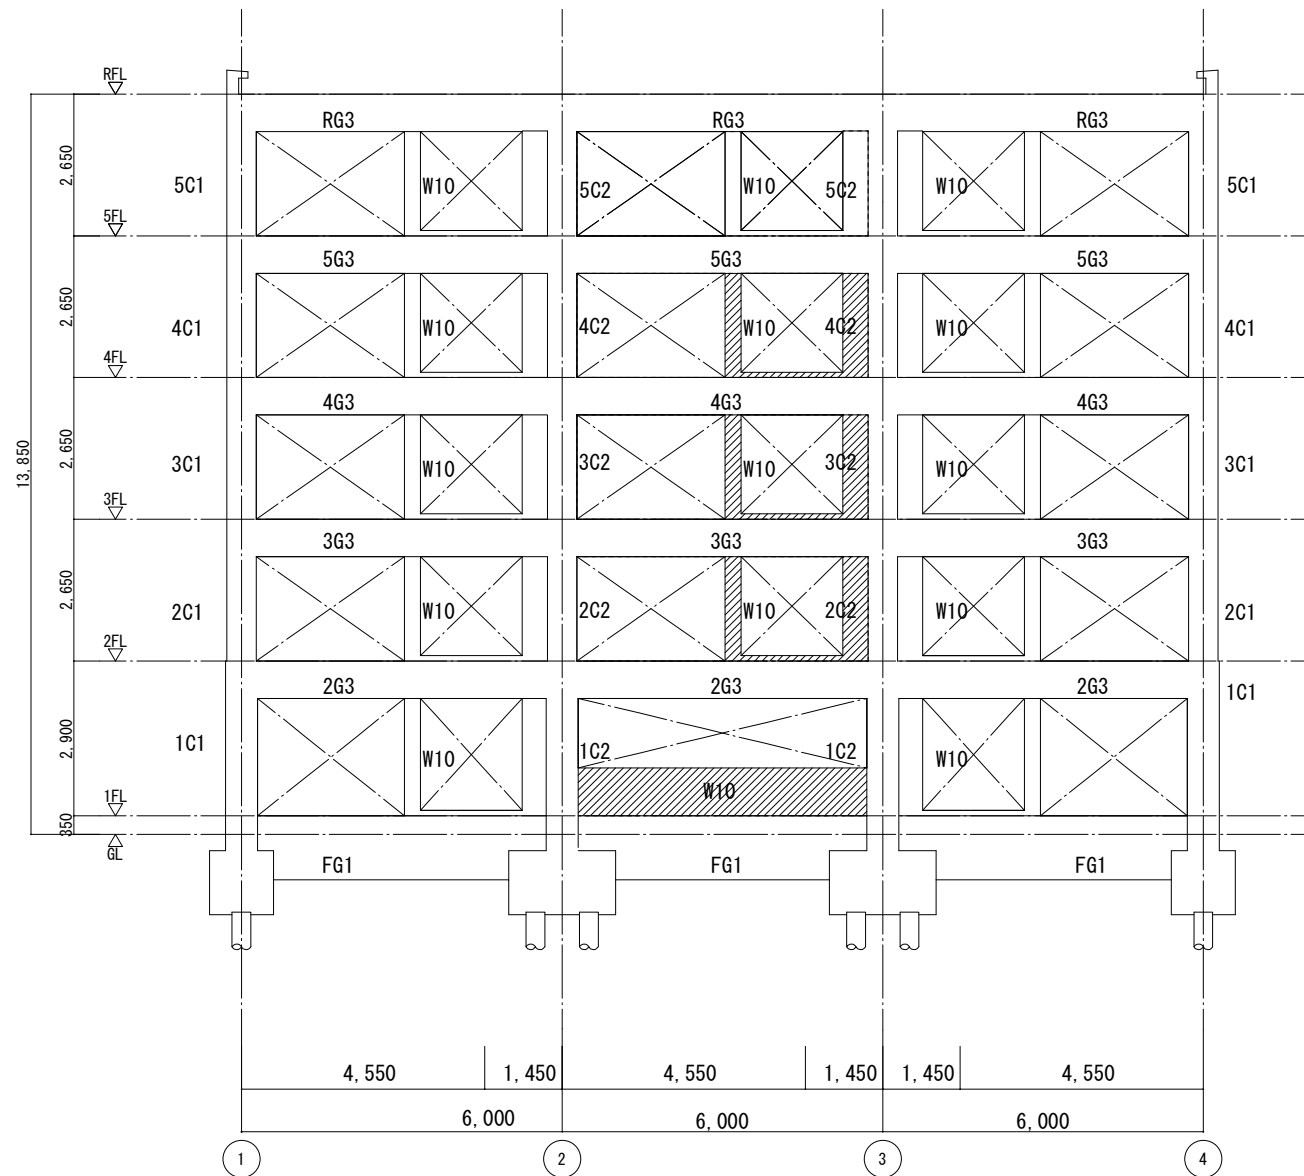 RFL
RG3 RG3 RG3
2,650
5C1 W10 5C2 W10 5C2 W10 5C1
5FL
5G3 5G3 5G3
2,650
4C1 W10 4C2 W10 4C2 W10 4C1
4FL
4G3 4G3 4G3
13,850
2,650
3C1 W10 3C2 W10 3C2 W10 3C1
3FL
3G3 3G3 3G3
2,650
2C1 W10 2C2 W10 2C2 W10 2C1
2FL
2G3 2G3 2G3
1C1
2,900
1C1 W10 1C2 1C2 W10
W10
1FL
350
GL
FG1 FG1 FG1
4,550 1,450 4,550 1,450 1,450 4,550
6,000 6,000 6,000
1 2 3 4